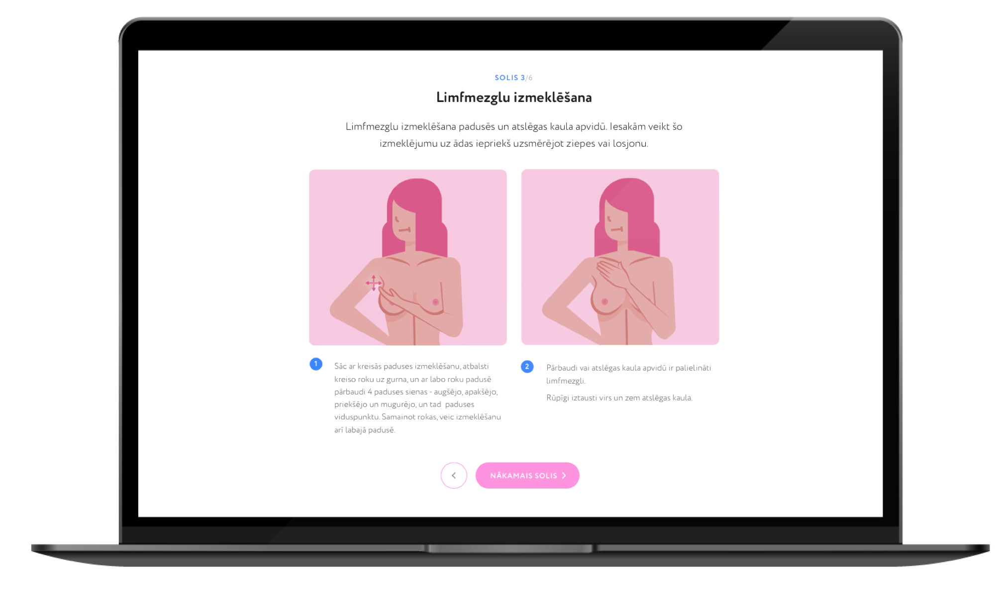 SOLIS 3/6
Limfmezglu izmeklēšana
Limfmezglu izmeklēšana padusēs un atslēgas kaula apvidū. Iesakām veikt šo
izmeklējumu uz ādas iepriekš uzsmērējot ziepes vai losjonu.
1
Sāc ar kreisās paduses izmeklēšanu, atbalsti
kreiso roku uz gurna, un ar labo roku padusē
pārbaudi 4 paduses sienas - augšējo, apakšējo,
priekšējo un mugurējo, un tad paduses
viduspunktu. Samainot rokas, veic izmeklēšanu
arī labajā padusē.
2
Pārbaudi vai atslēgas kaula apvidū ir palielināti
limfmezgli.
Rūpīgi iztausti virs un zem atslēgas kaula.
NĀKAMAIS SOLIS